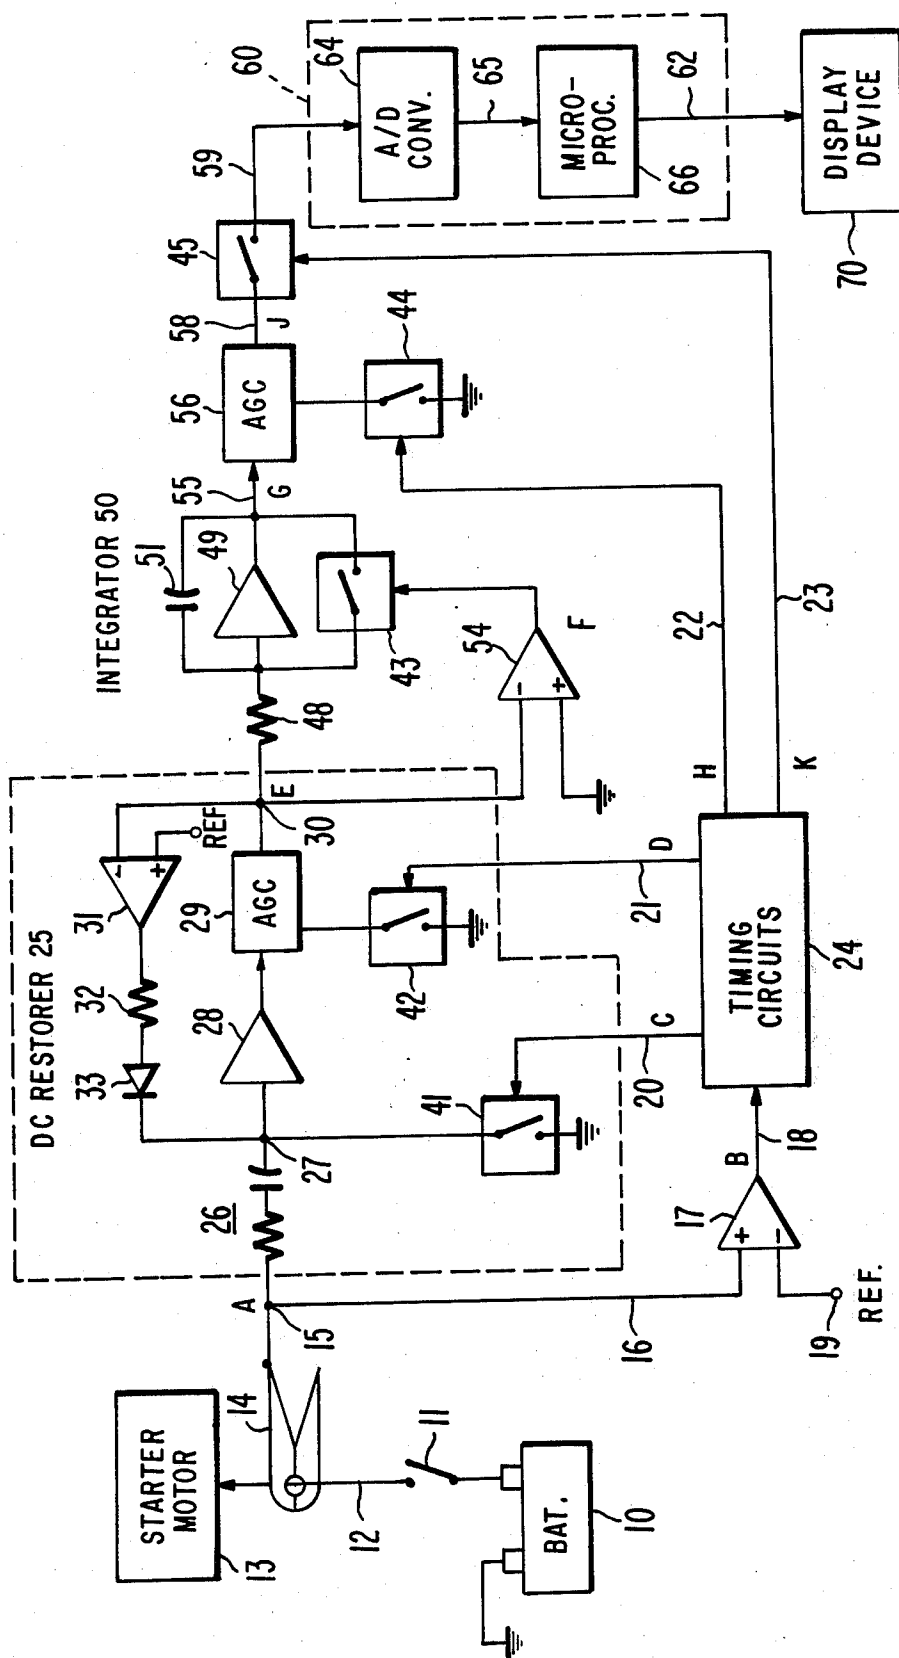 STARTER
MOTOR
13
14
A
15
12
11
BAT.
10
16
REF.
19
17
+
-
B
18
DC RESTORER 25
26
27
33
32
31
-
+
REF
28
29
AGC
30
E
41
42
C
20
D
21
TIMING
CIRCUITS
24
INTEGRATOR 50
48
51
49
43
54
-
+
F
55
G
56
AGC
44
58
J
45
59
H
22
K
23
60
64
A/D
CONV.
65
MICRO-
PROC.
66
62
DISPLAY
DEVICE
70